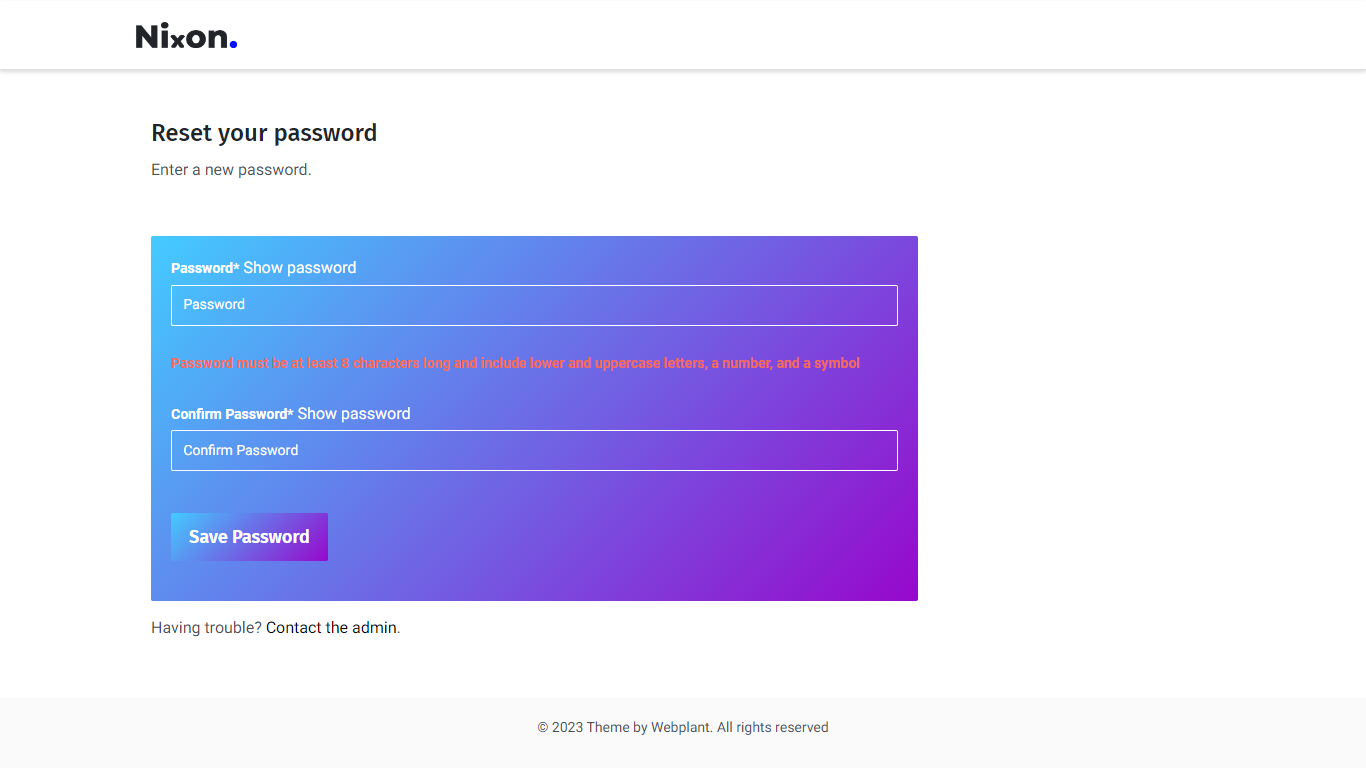 Nixon.
Reset your password
Enter a new password.
Password* Show password
Password
Password must be at least 8 characters long and include lower and uppercase letters, a number, and a symbol
Confirm Password* Show password
Confirm Password
Save Password
Having trouble? Contact the admin.
© 2023 Theme by Webplant. All rights reserved